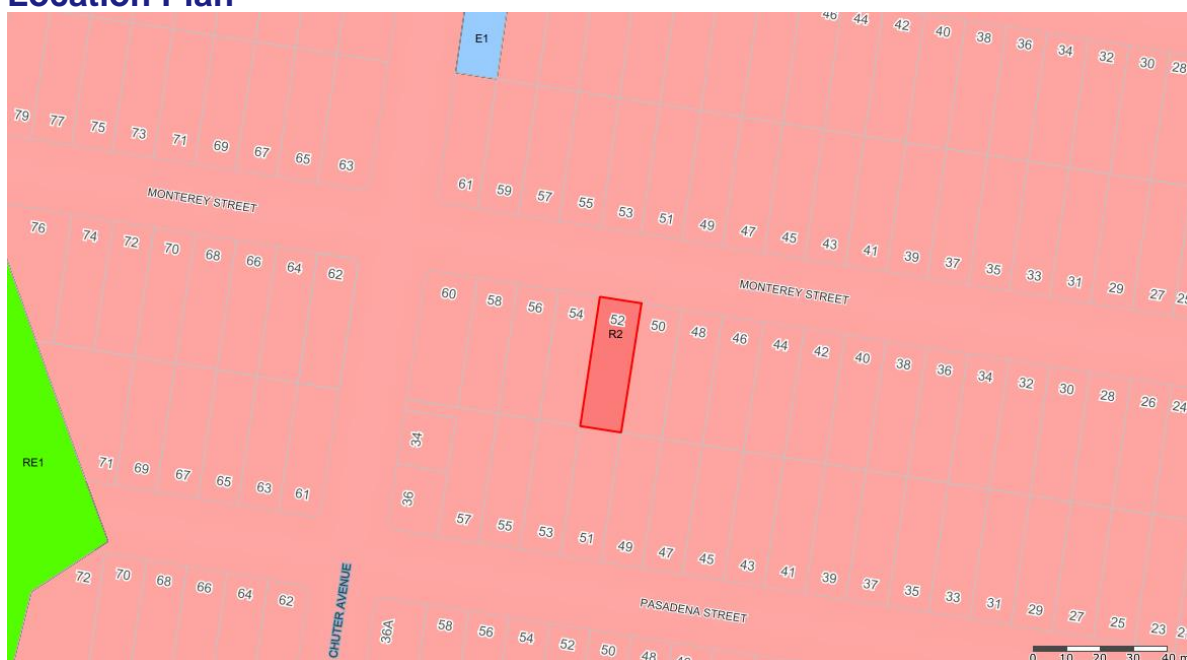 Location Plan
46 44 42 40 38 36 34 32 30 28
E1
79 77 75 73 71 69 67 65 63
61 59 57 55 53 51 49 47 45 43 41 39 37 35 33 31 29 27
MONTEREY STREET
76 74 72 70 68 66 64 62
MONTEREY STREET
60 58 56 54 52 50 48 46 44 42 40 38 36 34 32 30 28 26 24
R2
34
RE1
71 69 67 65 63 61
36
57 55 53 51 49 47 45 43 41 39 37 35 33 31 29 27 25 23
72 70 68 66 64 62
CHUTER AVENUE
PASADENA STREET
36A
58 56 54 52 50 48
0 10 20 30 40 m